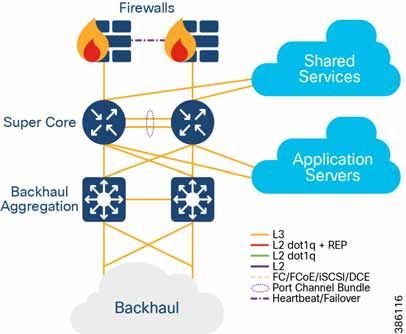 Firewalls
Shared
Services
Super Core
Application
Servers
Backhaul
Aggregation
L3
L2 dot1q + REP
L2 dot1q
L2
FC/FCoE/iSCSI/DCE
Port Channel Bundle
Heartbeat/Failover
Backhaul
386116